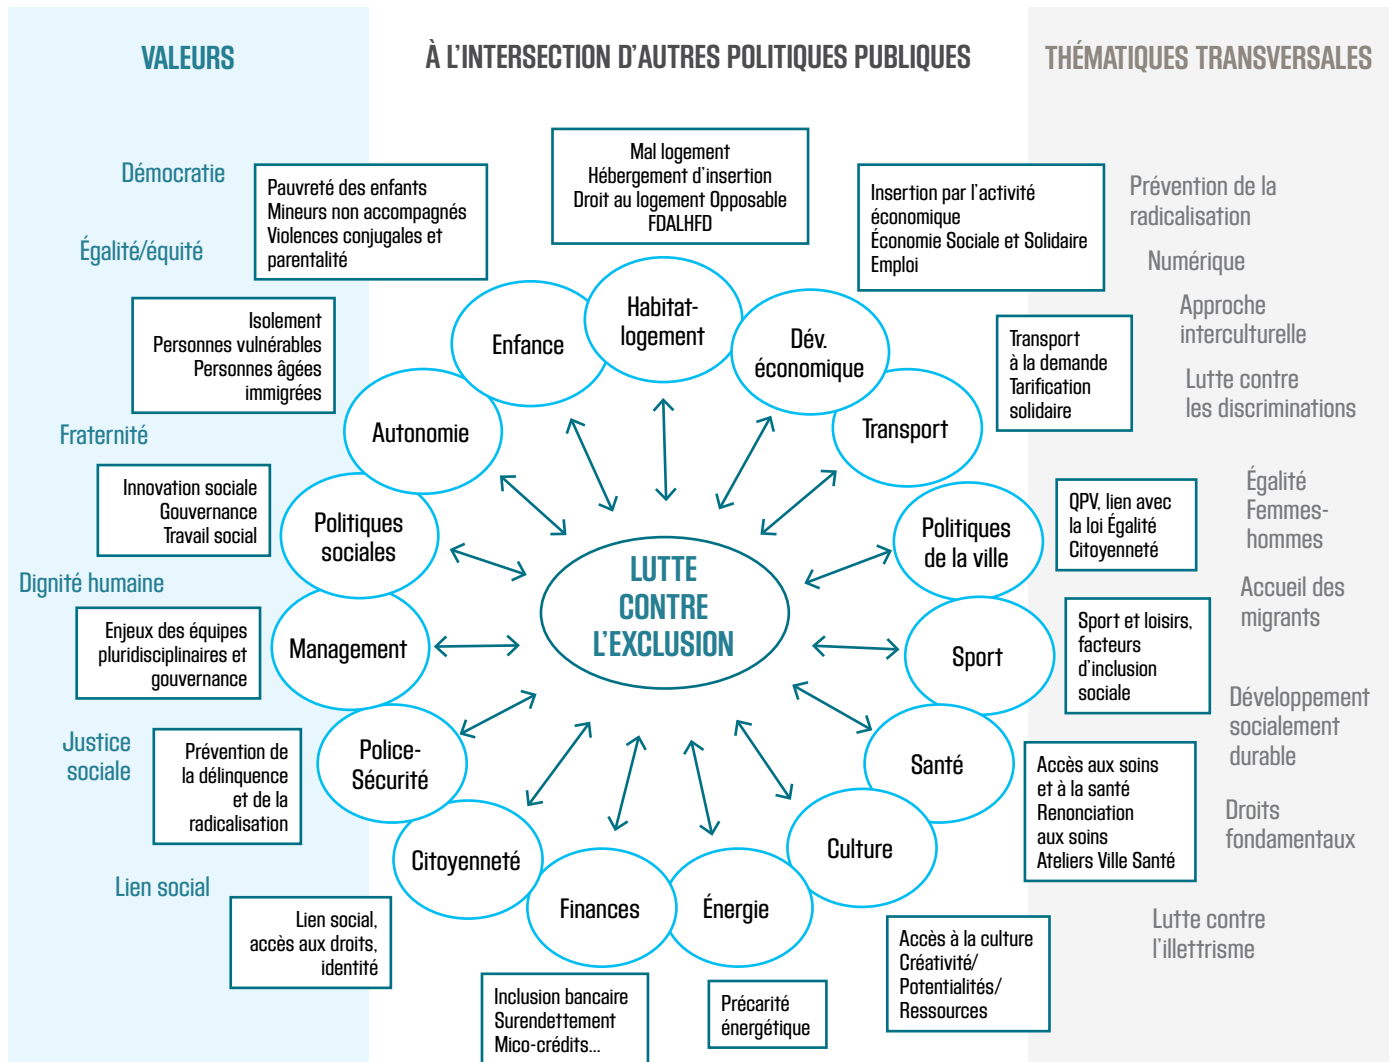 VALEURS
À L'INTERSECTION D'AUTRES POLITIQUES PUBLIQUES
THÉMATIQUES TRANSVERSALES
Démocratie
Égalité/équité
Fraternité
Dignité humaine
Justice
sociale
Lien social
Pauvreté des enfants
Mineurs non accompagnés
Violences conjugales et
parentalité
Isolement
Personnes vulnérables
Personnes âgées
immigrées
Innovation sociale
Gouvernance
Travail social
Enjeux des équipes
pluridisciplinaires et
gouvernance
Prévention de
la délinquence
et de la
radicalisation
Lien social,
accès aux droits,
identité
Mal logement
Hébergement d'insertion
Droit au logement Opposable
FDALHFD
Insertion par l'activité
économique
Économie Sociale et Solidaire
Emploi
Transport
à la demande
Tarification
solidaire
QPV, lien avec
la loi Égalité
Citoyenneté
Sport et loisirs,
facteurs
d'inclusion
sociale
Accès aux soins
et à la santé
Renonciation
aux soins
Ateliers Ville Santé
Accès à la culture
Créativité/
Potentialités/
Ressources
Précarité
énergétique
Inclusion bancaire
Surendettement
Mico-crédits...
Habitat-
logement
Dév.
économique
Transport
Politiques
de la ville
Sport
Santé
Culture
Énergie
Finances
Citoyenneté
Police-
Sécurité
Management
Politiques
sociales
Autonomie
Enfance
LUTTE
CONTRE
L'EXCLUSION
Prévention de la
radicalisation
Numérique
Approche
interculturelle
Lutte contre
les discriminations
Égalité
Femmes-
hommes
Accueil des
migrants
Développement
socialement
durable
Droits
fondamentaux
Lutte contre
l'illettrisme